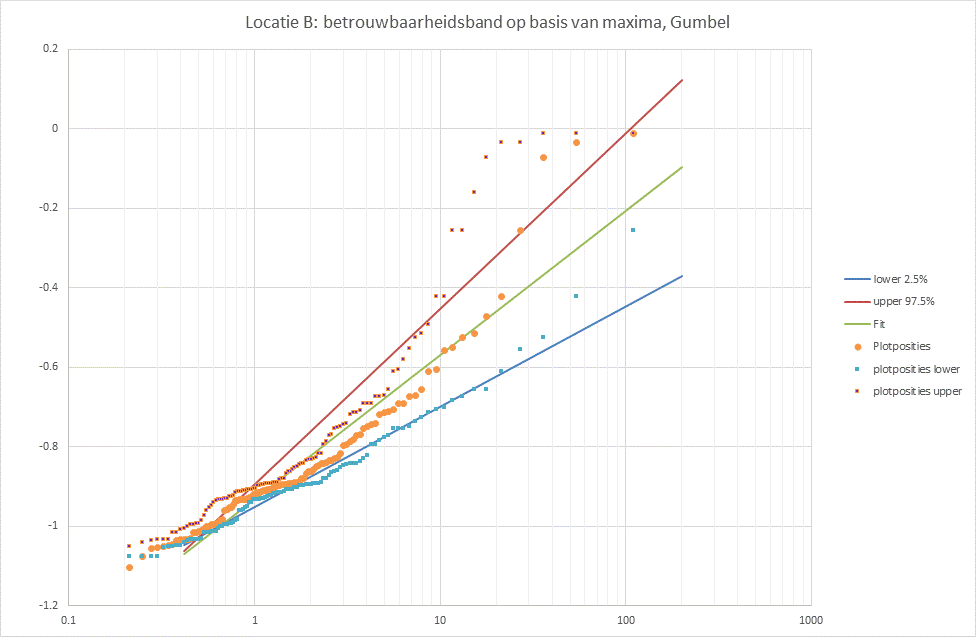 Locatie B: betrouwbaarheidsband op basis van maxima, Gumbel
0.2
0
-0.2
-0.4
-0.6
-0.8
-1
-1.2
0.1
1
10
100
1000
lower 2.5%
upper 97.5%
Fit
Plotposities
plotposities lower
plotposities upper